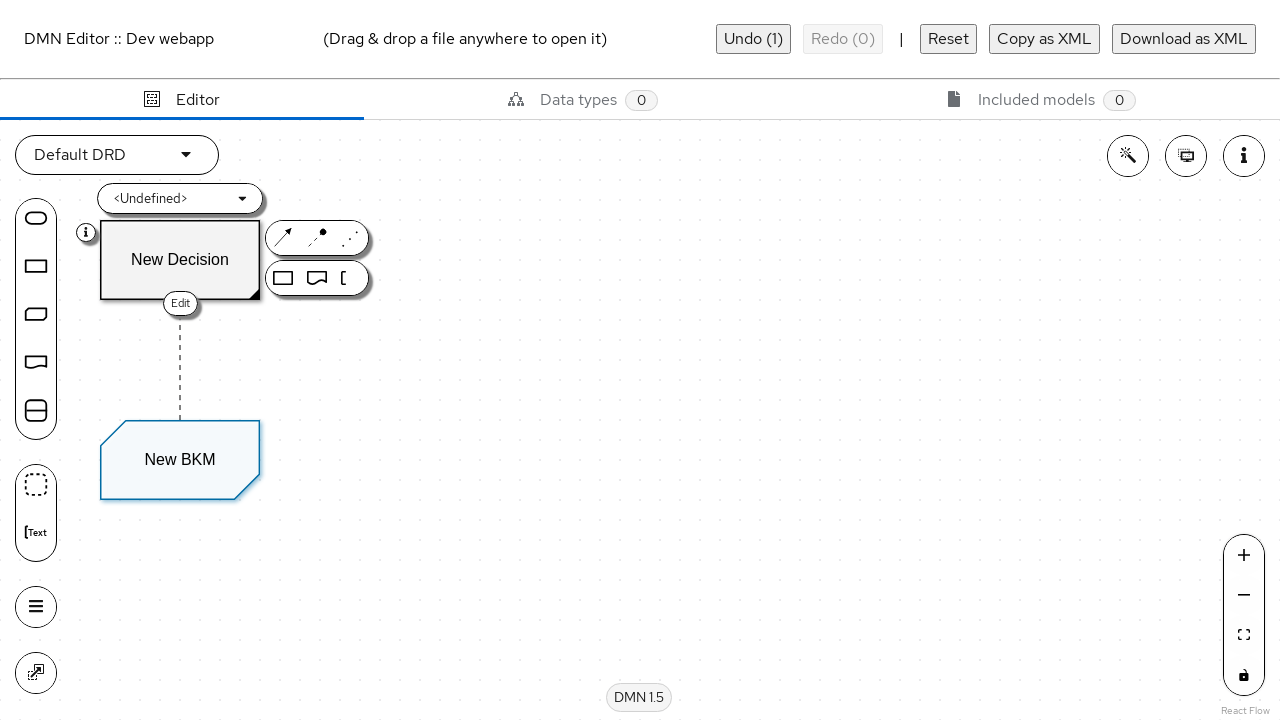 DMN Editor :: Dev webapp
(Drag & drop a file anywhere to open it)
Undo (1)
Redo (0)
|
Reset
Copy as XML
Download as XML
Editor
Data types
0
Included models
0
Default DRD
<Undefined>
New Decision
Edit
New BKM
Text
DMN 1.5
React Flow